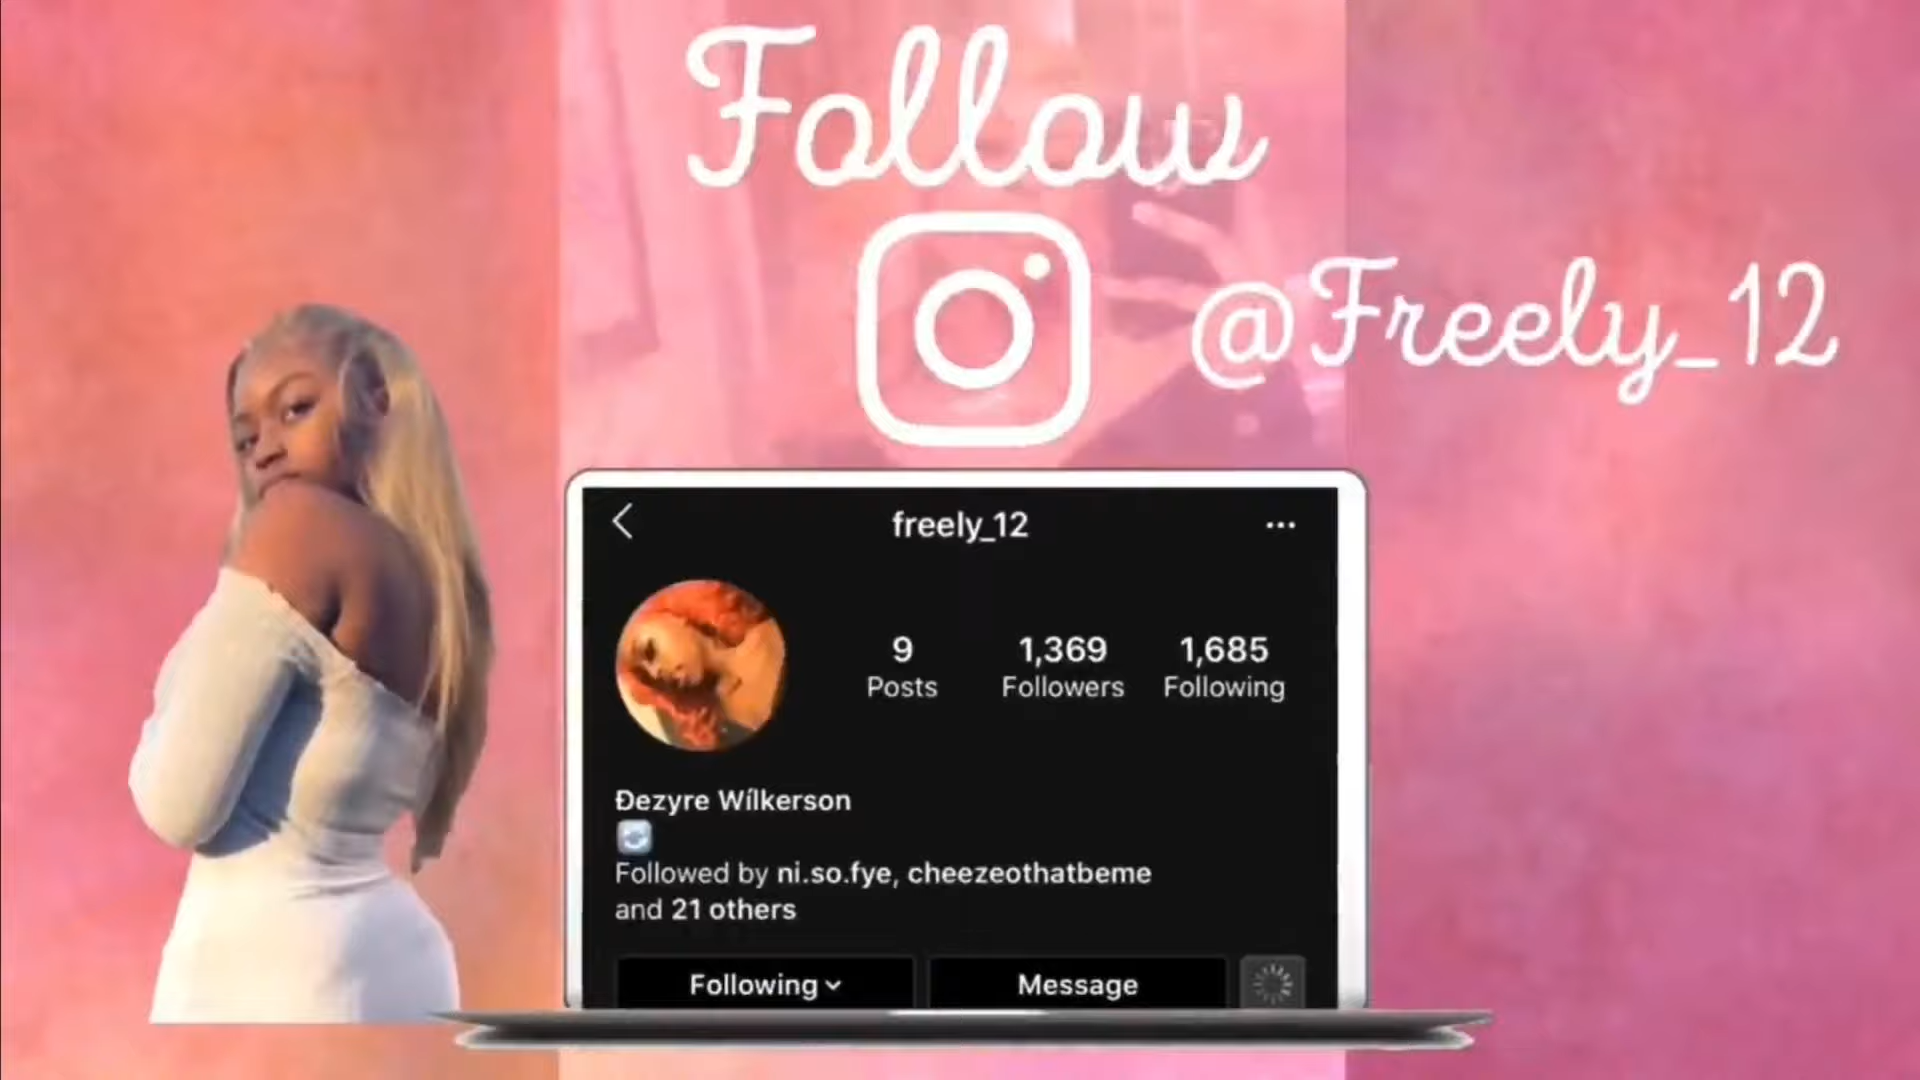 Follow
@Freely_12
freely_12
9 1,369 1,685
Posts Followers Following
Đezyre Wílkerson
Followed by ni.so.fye, cheezeothatbeme
and 21 others
Following Message